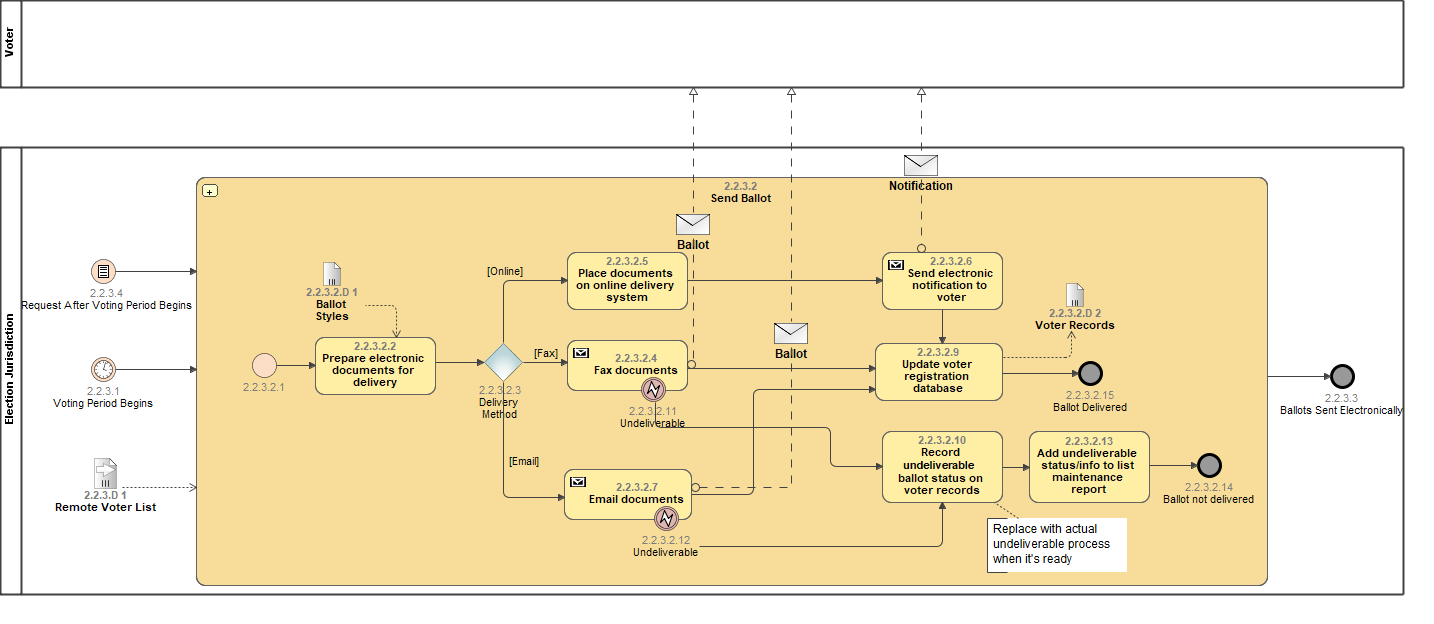 Voter
Election Jurisdiction
Notification
2.2.3.2
Send Ballot
Ballot
2.2.3.4
Request After Voting Period Begins
2.2.3.1
Voting Period Begins
2.2.3.D 1
Remote Voter List
2.2.3.2.1
2.2.3.2.D 1
Ballot
Styles
2.2.3.2.2
Prepare electronic
documents for
delivery
2.2.3.2.3
Delivery
Method
[Online]
[Fax]
[Email]
2.2.3.2.5
Place documents
on online delivery
system
2.2.3.2.4
Fax documents
2.2.3.2.11
Undeliverable
2.2.3.2.7
Email documents
2.2.3.2.12
Undeliverable
Ballot
2.2.3.2.6
Send electronic
notification to
voter
2.2.3.2.9
Update voter
registration
database
2.2.3.2.D 2
Voter Records
2.2.3.2.15
Ballot Delivered
2.2.3.2.10
Record
undeliverable
ballot status on
voter records
2.2.3.2.13
Add undeliverable
status/info to list
maintenance
report
2.2.3.2.14
Ballot not delivered
Replace with actual
undeliverable process
when it's ready
2.2.3.3
Ballots Sent Electronically